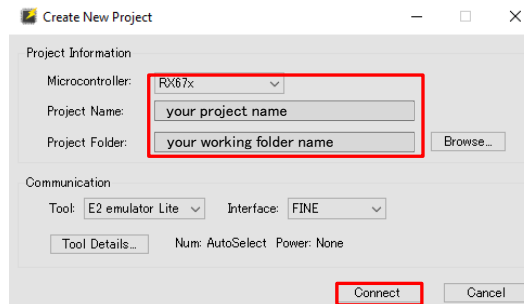 Create New Project
Project Information
Microcontroller: RX67x
Project Name: your project name
Project Folder: your working folder name Browse...
Communication
Tool: E2 emulator Lite Interface: FINE
Tool Details... Num: AutoSelect Power: None
Connect Cancel